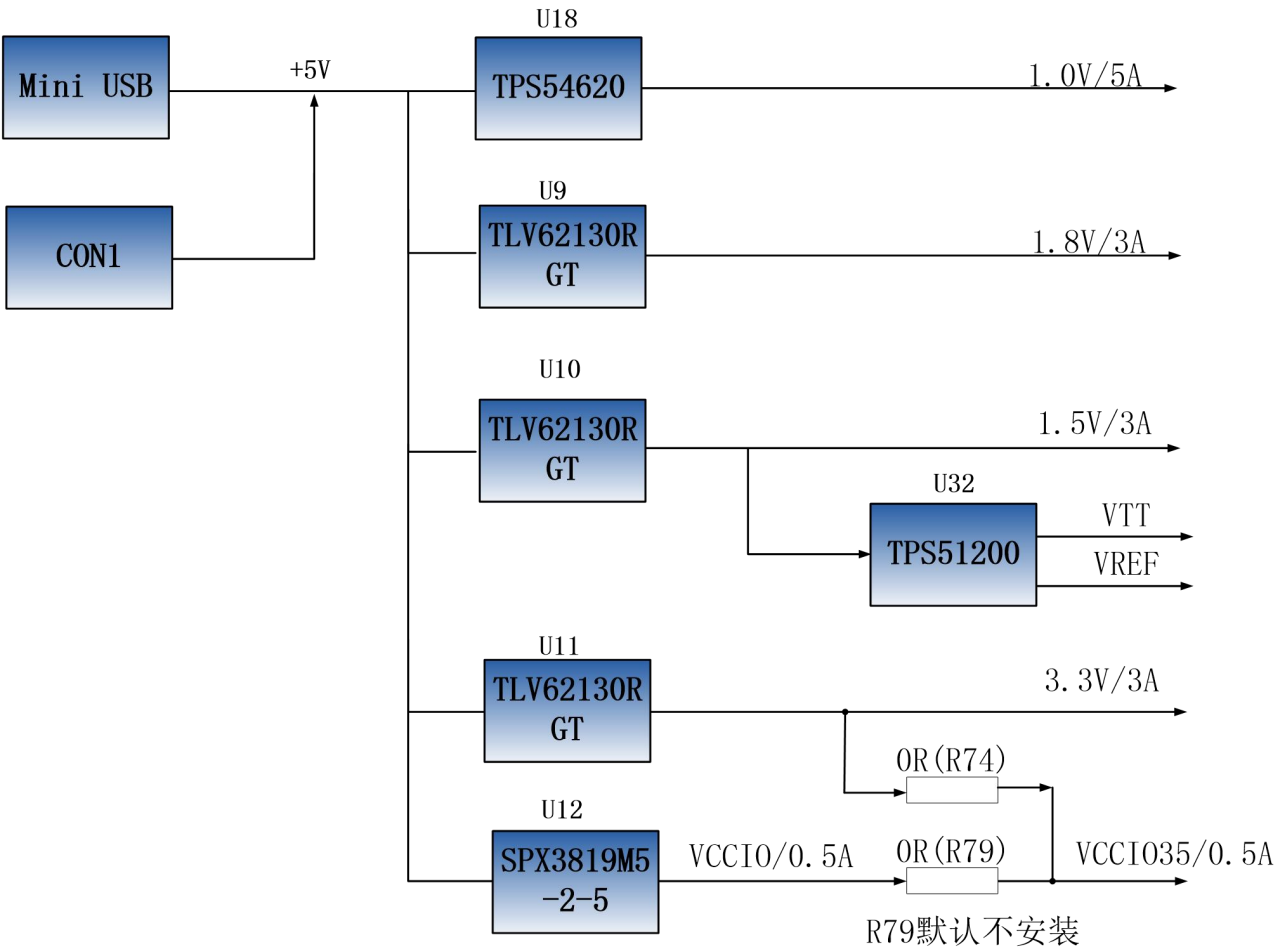 U18
Mini USB
+5V
TPS54620
1.0V/5A
U9
CON1
TLV62130R
GT
1.8V/3A
U10
TLV62130R
GT
1.5V/3A
U32
TPS51200
VTT
VREF
U11
TLV62130R
GT
3.3V/3A
0R(R74)
U12
SPX3819M5
-2-5
VCCIO/0.5A
0R(R79)
VCCIO35/0.5A
R79默认不安装